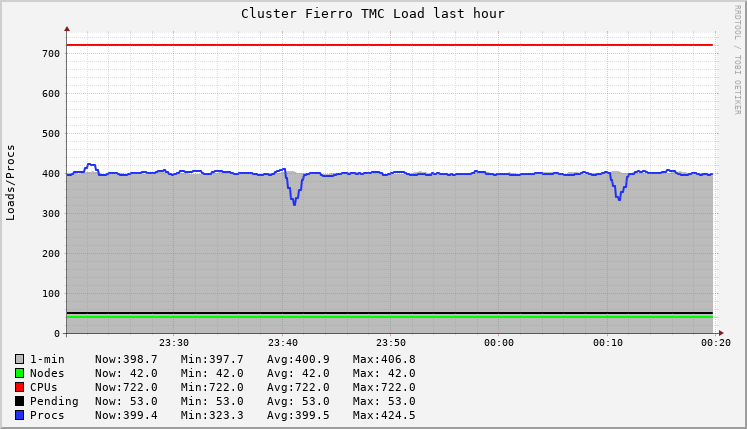 Cluster Fierro TMC Load last hour
RRDTOOL / TOBI OETIKER
Loads/Procs
700
600
500
400
300
200
100
0
23:30 23:40 23:50 00:00 00:10 00:20
1-min Now:398.7 Min:397.7 Avg:400.9 Max:406.8
Nodes Now: 42.0 Min: 42.0 Avg: 42.0 Max: 42.0
CPUs Now:722.0 Min:722.0 Avg:722.0 Max:722.0
Pending Now: 53.0 Min: 53.0 Avg: 53.0 Max: 53.0
Procs Now:399.4 Min:323.3 Avg:399.5 Max:424.5